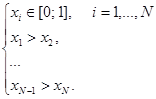 x_i ∈ [0; 1],  i = 1,..., N
x_1 > x_2 ,
...
x_{N-1} > x_N.